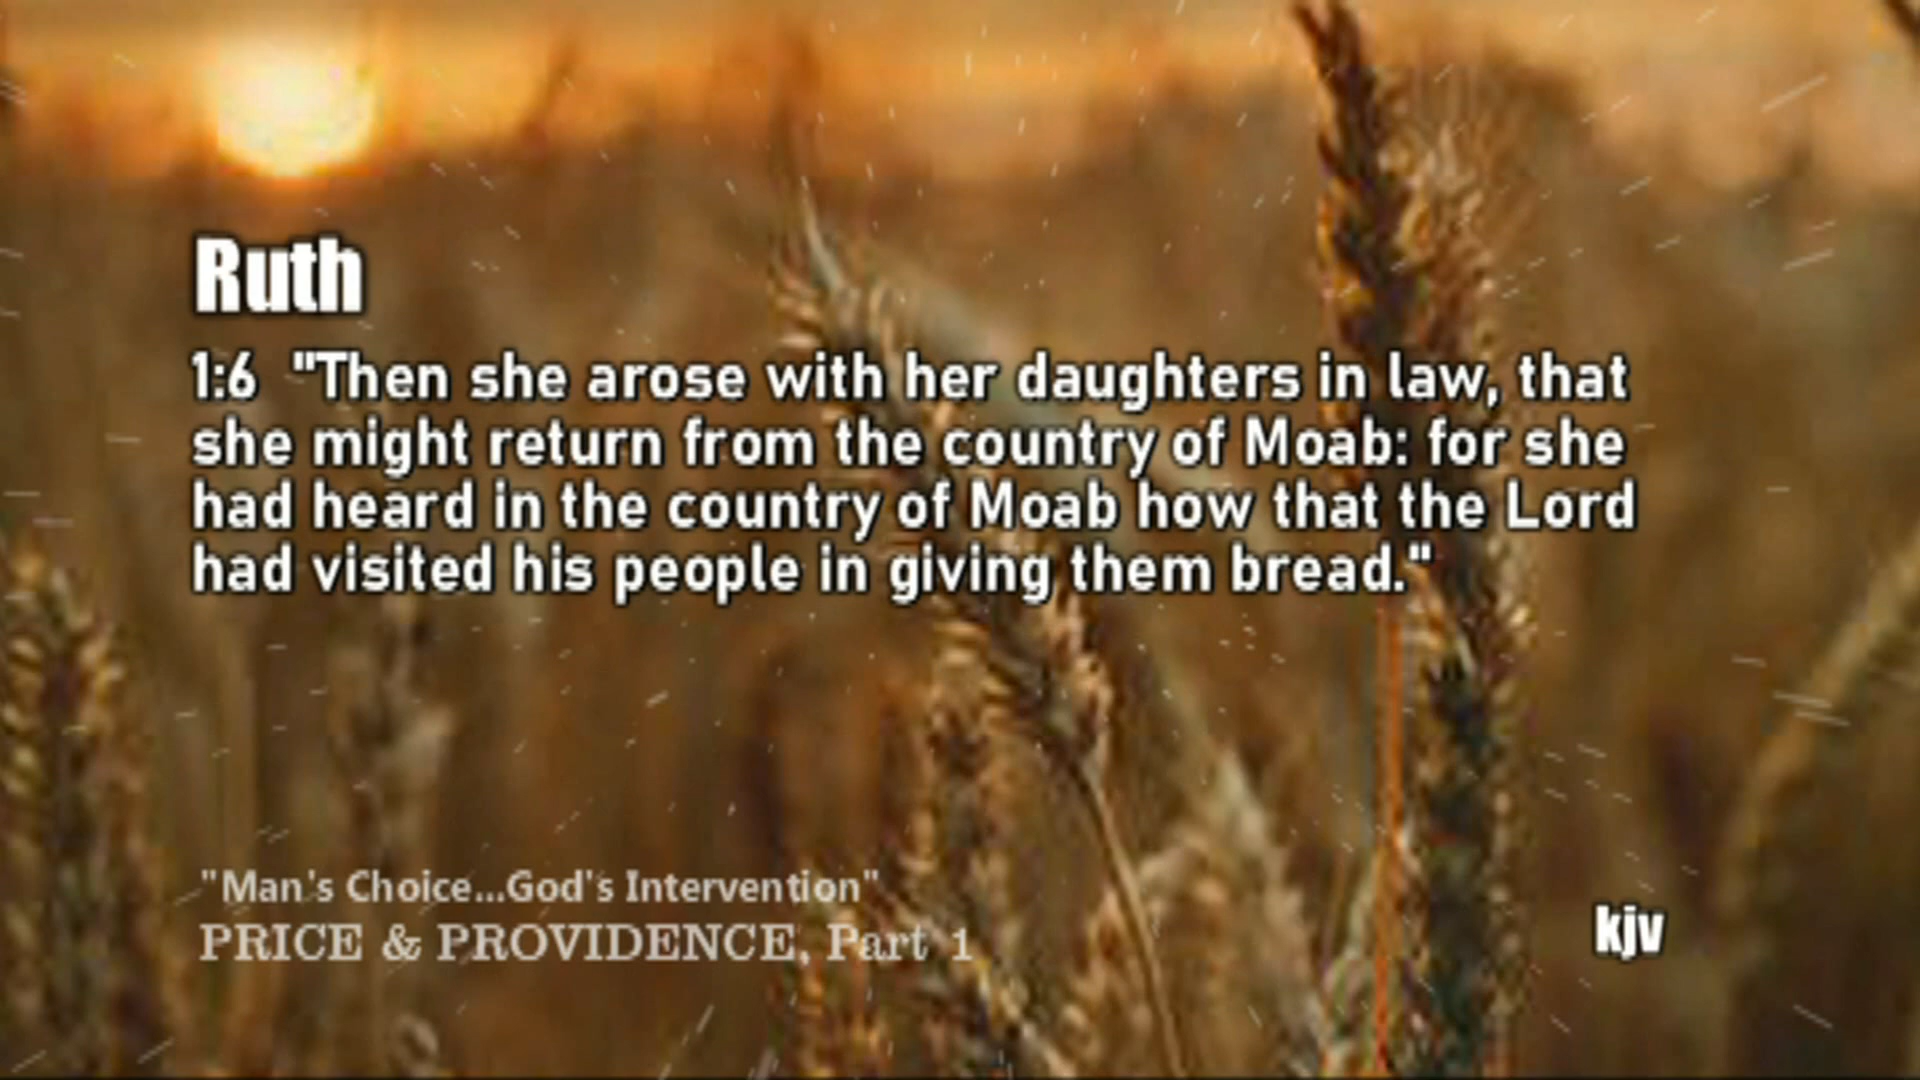 Ruth
1:6 "Then she arose with her daughters in law, that
she might return from the country of Moab: for she
had heard in the country of Moab how that the Lord
had visited his people in giving them bread."
"Man's Choice...God's Intervention"
PRICE & PROVIDENCE, Part 1
kjv